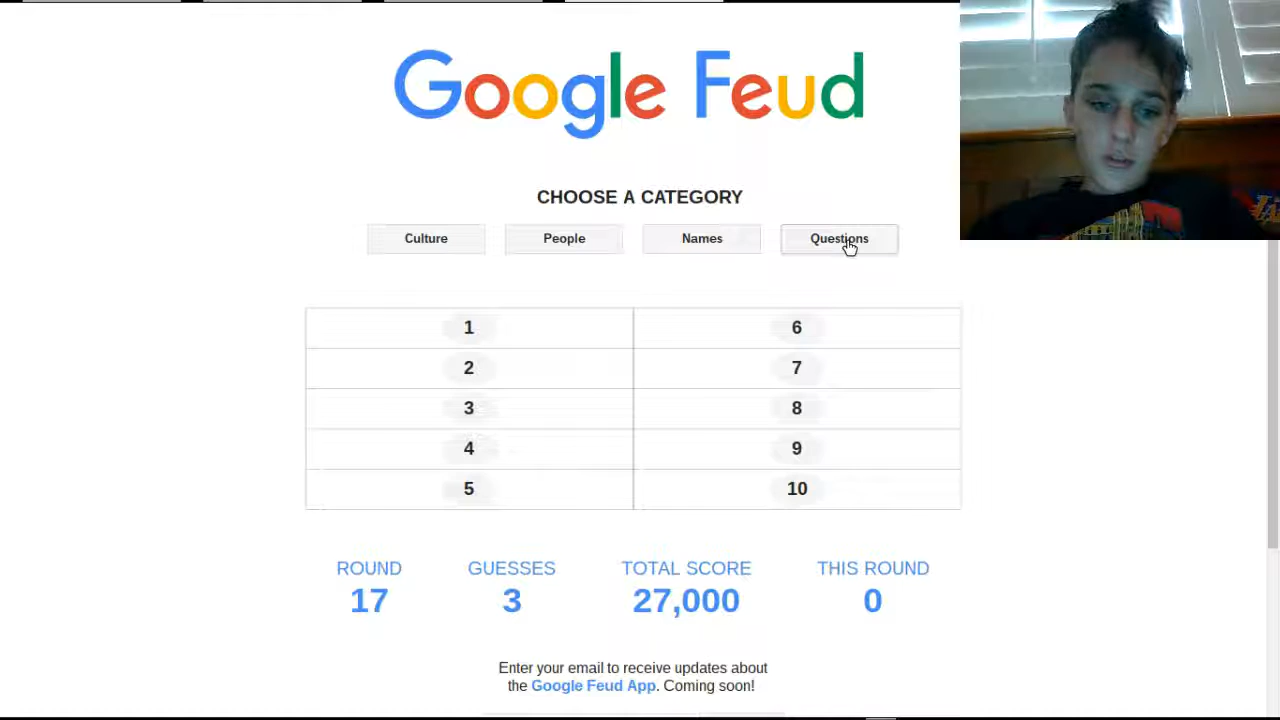 Google Feud
CHOOSE A CATEGORY
Culture People Names Questions
1 6
2 7
3 8
4 9
5 10
ROUND GUESSES TOTAL SCORE THIS ROUND
17 3 27,000 0
Enter your email to receive updates about
the Google Feud App. Coming soon!